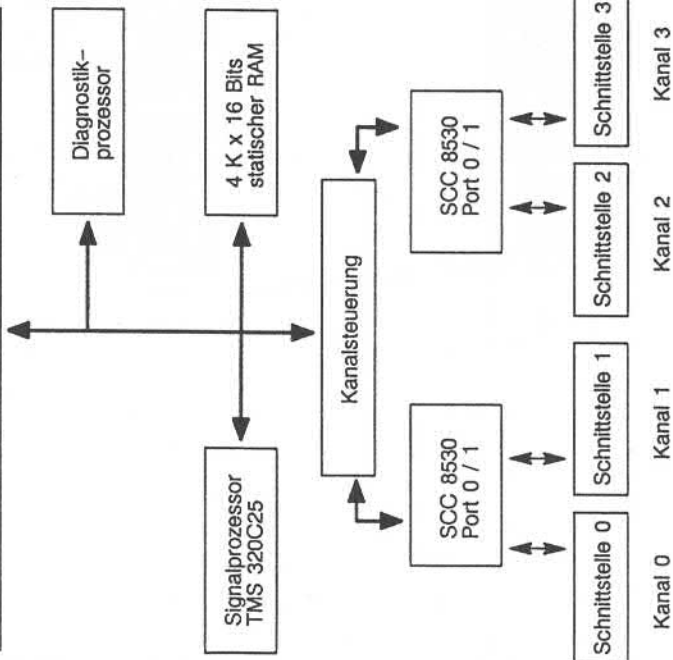 Diagnostik–
prozessor
4 K x 16 Bits
statischer RAM
Signalprozessor
TMS 320C25
Kanalsteuerung
SCC 8530
Port 0 / 1
SCC 8530
Port 0 / 1
Schnittstelle 0
Schnittstelle 1
Schnittstelle 2
Schnittstelle 3
Kanal 0
Kanal 1
Kanal 2
Kanal 3